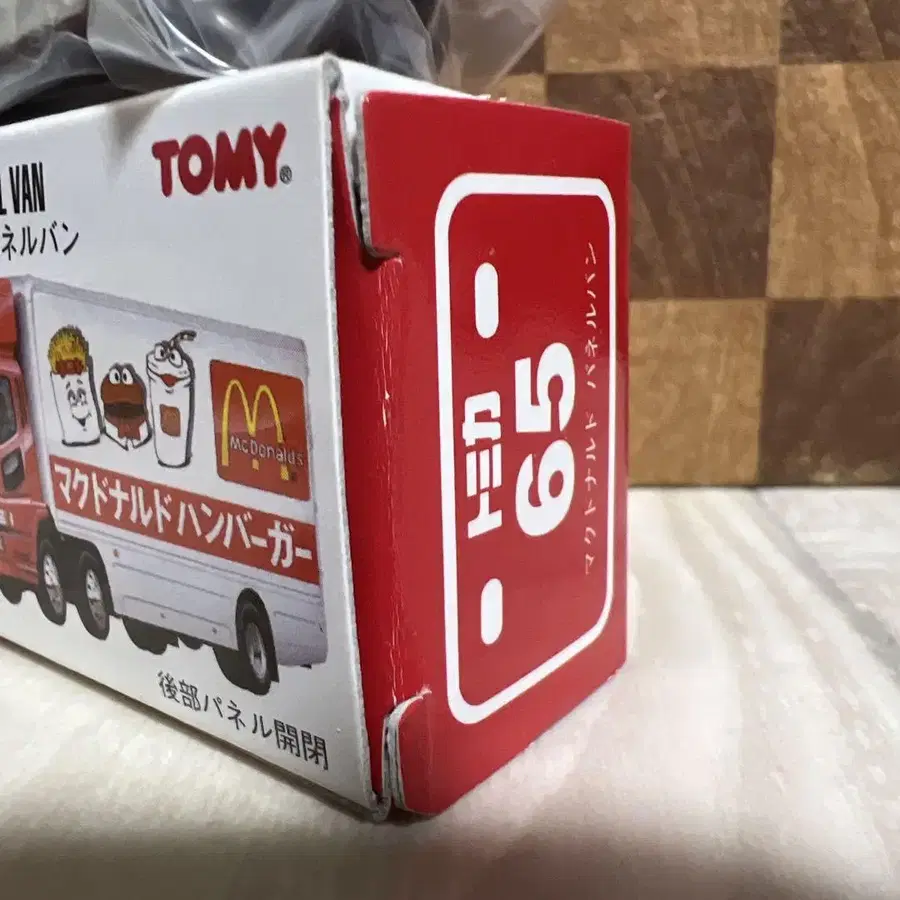 L VAN
ネルバン
TOMY®
McDonald's
マクドナルドハンバーガー
後部パネル開閉
トミカ
65
マクドナルド パネルバン